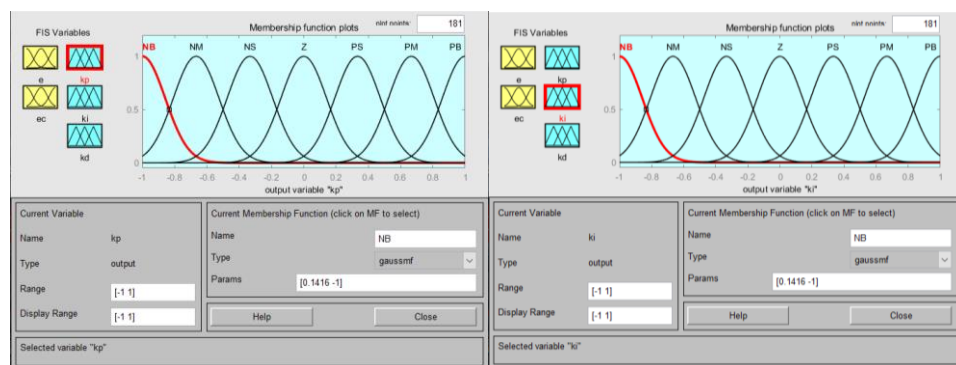 FIS Variables
Membership function plots
plot points:
181
NB NM NS Z PS PM PB
e kp
ec ki
kd
1
0.5
0
-1 -0.8 -0.6 -0.4 -0.2 0 0.2 0.4 0.6 0.8 1
output variable "kp"
Current Variable
Name kp
Type output
Range [-1 1]
Display Range [-1 1]
Current Membership Function (click on MF to select)
Name NB
Type gaussmf
Params [0.1416 -1]
Help Close
Selected variable "kp"
FIS Variables
Membership function plots
plot points:
181
NB NM NS Z PS PM PB
e kp
ec ki
kd
1
0.5
0
-1 -0.8 -0.6 -0.4 -0.2 0 0.2 0.4 0.6 0.8 1
output variable "ki"
Current Variable
Name ki
Type output
Range [-1 1]
Display Range [-1 1]
Current Membership Function (click on MF to select)
Name NB
Type gaussmf
Params [0.1416 -1]
Help Close
Selected variable "ki"